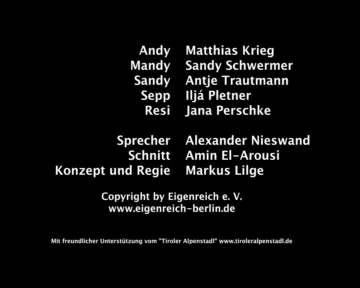 Andy Matthias Krieg
Mandy Sandy Schwermer
Sandy Antje Trautmann
Sepp Iljá Pletner
Resi Jana Perschke
Sprecher Alexander Nieswand
Schnitt Amin El-Arousi
Konzept und Regie Markus Lilge
Copyright by Eigenreich e. V.
www.eigenreich-berlin.de
Mit freundlicher Unterstützung vom "Tiroler Alpenstadl" www.tiroleralpenstadl.de